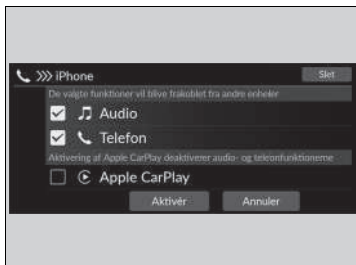 >>> iPhone
Slet
De valgte funktioner vil blive frakoblet fra andre enheder
Audio
Telefon
Aktivering af Apple CarPlay deaktiverer audio- og teleonfunktionerne
Apple CarPlay
Aktivér
Annuler